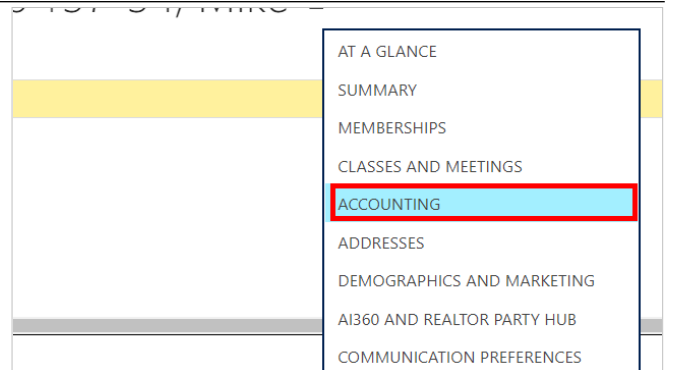 AT A GLANCE
SUMMARY
MEMBERSHIPS
CLASSES AND MEETINGS
ACCOUNTING
ADDRESSES
DEMOGRAPHICS AND MARKETING
AI360 AND REALTOR PARTY HUB
COMMUNICATION PREFERENCES